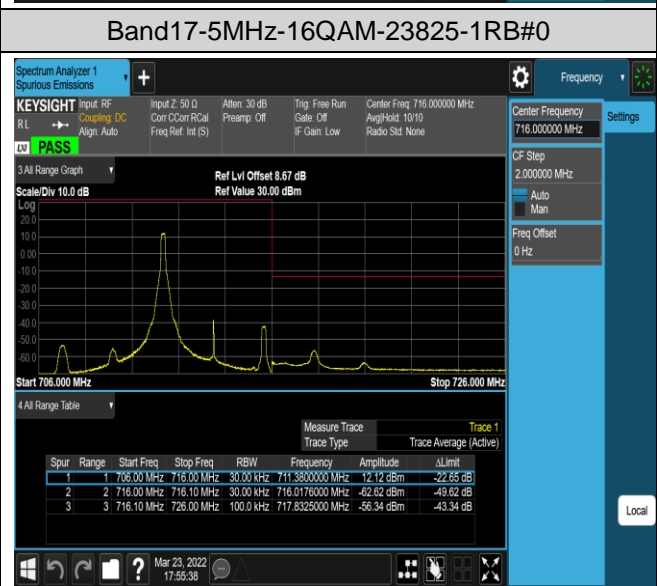 Band17-5MHz-16QAM-23825-1RB#0
Spectrum Analyzer 1
Spurious Emissions
Frequency
KEYSIGHT
Input: RF
Coupling: DC
Align: Auto
Input Z: 50 Ω
Corr CCorr RCal
Freq Ref: Int (S)
Atten: 30 dB
Preamp: Off
Trig: Free Run
Gate: Off
IF Gain: Low
Center Freq: 716.000000 MHz
Avg|Hold: 10/10
Radio Std: None
RL
PASS
Center Frequency
716.000000 MHz
Settings
CF Step
2.000000 MHz
Auto
Man
Freq Offset
0 Hz
3 All Range Graph
Ref Lvl Offset 8.67 dB
Scale/Div 10.0 dB
Ref Value 30.00 dBm
Log
20.0
10.0
0.00
-10.0
-20.0
-30.0
-40.0
-50.0
-60.0
Start 706.000 MHz
Stop 726.000 MHz
4 All Range Table
Measure Trace Trace 1
Trace Type Trace Average (Active)
Spur Range Start Freq Stop Freq RBW Frequency Amplitude ΔLimit
1 1 706.00 MHz 716.00 MHz 30.00 kHz 711.3800000 MHz 12.12 dBm -22.65 dB
2 2 716.00 MHz 716.10 MHz 30.00 kHz 716.0176000 MHz -62.62 dBm -49.62 dB
3 3 716.10 MHz 726.00 MHz 100.0 kHz 717.8325000 MHz -56.34 dBm -43.34 dB
Local
Mar 23, 2022
17:55:38